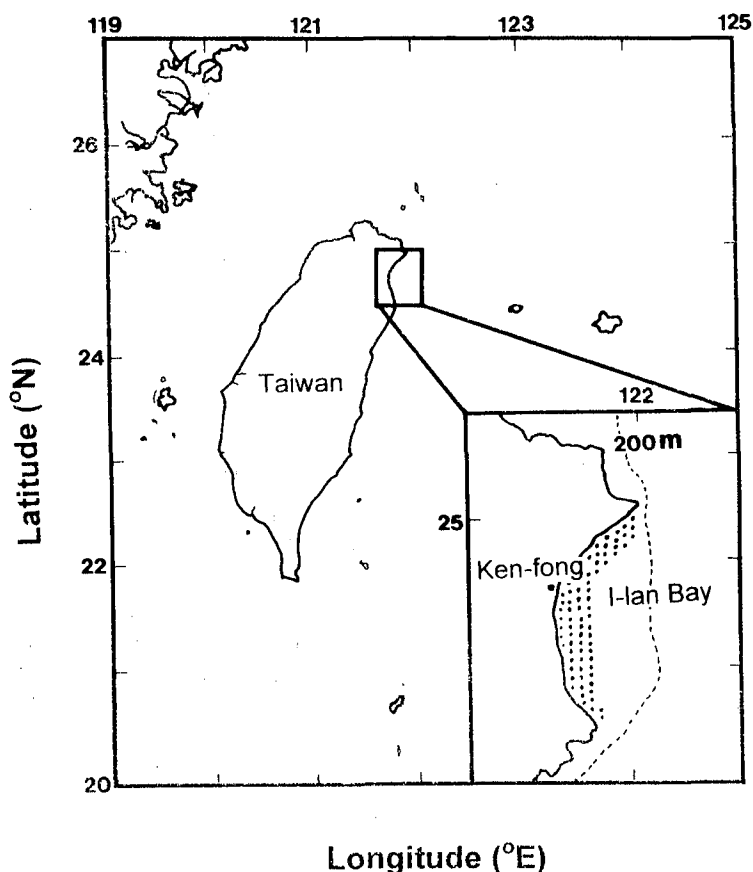 119 121 123 125
26
24
22
20
Latitude (°N)
Taiwan
122
200m
25
Ken-fong
I-lan Bay
Longitude (°E)